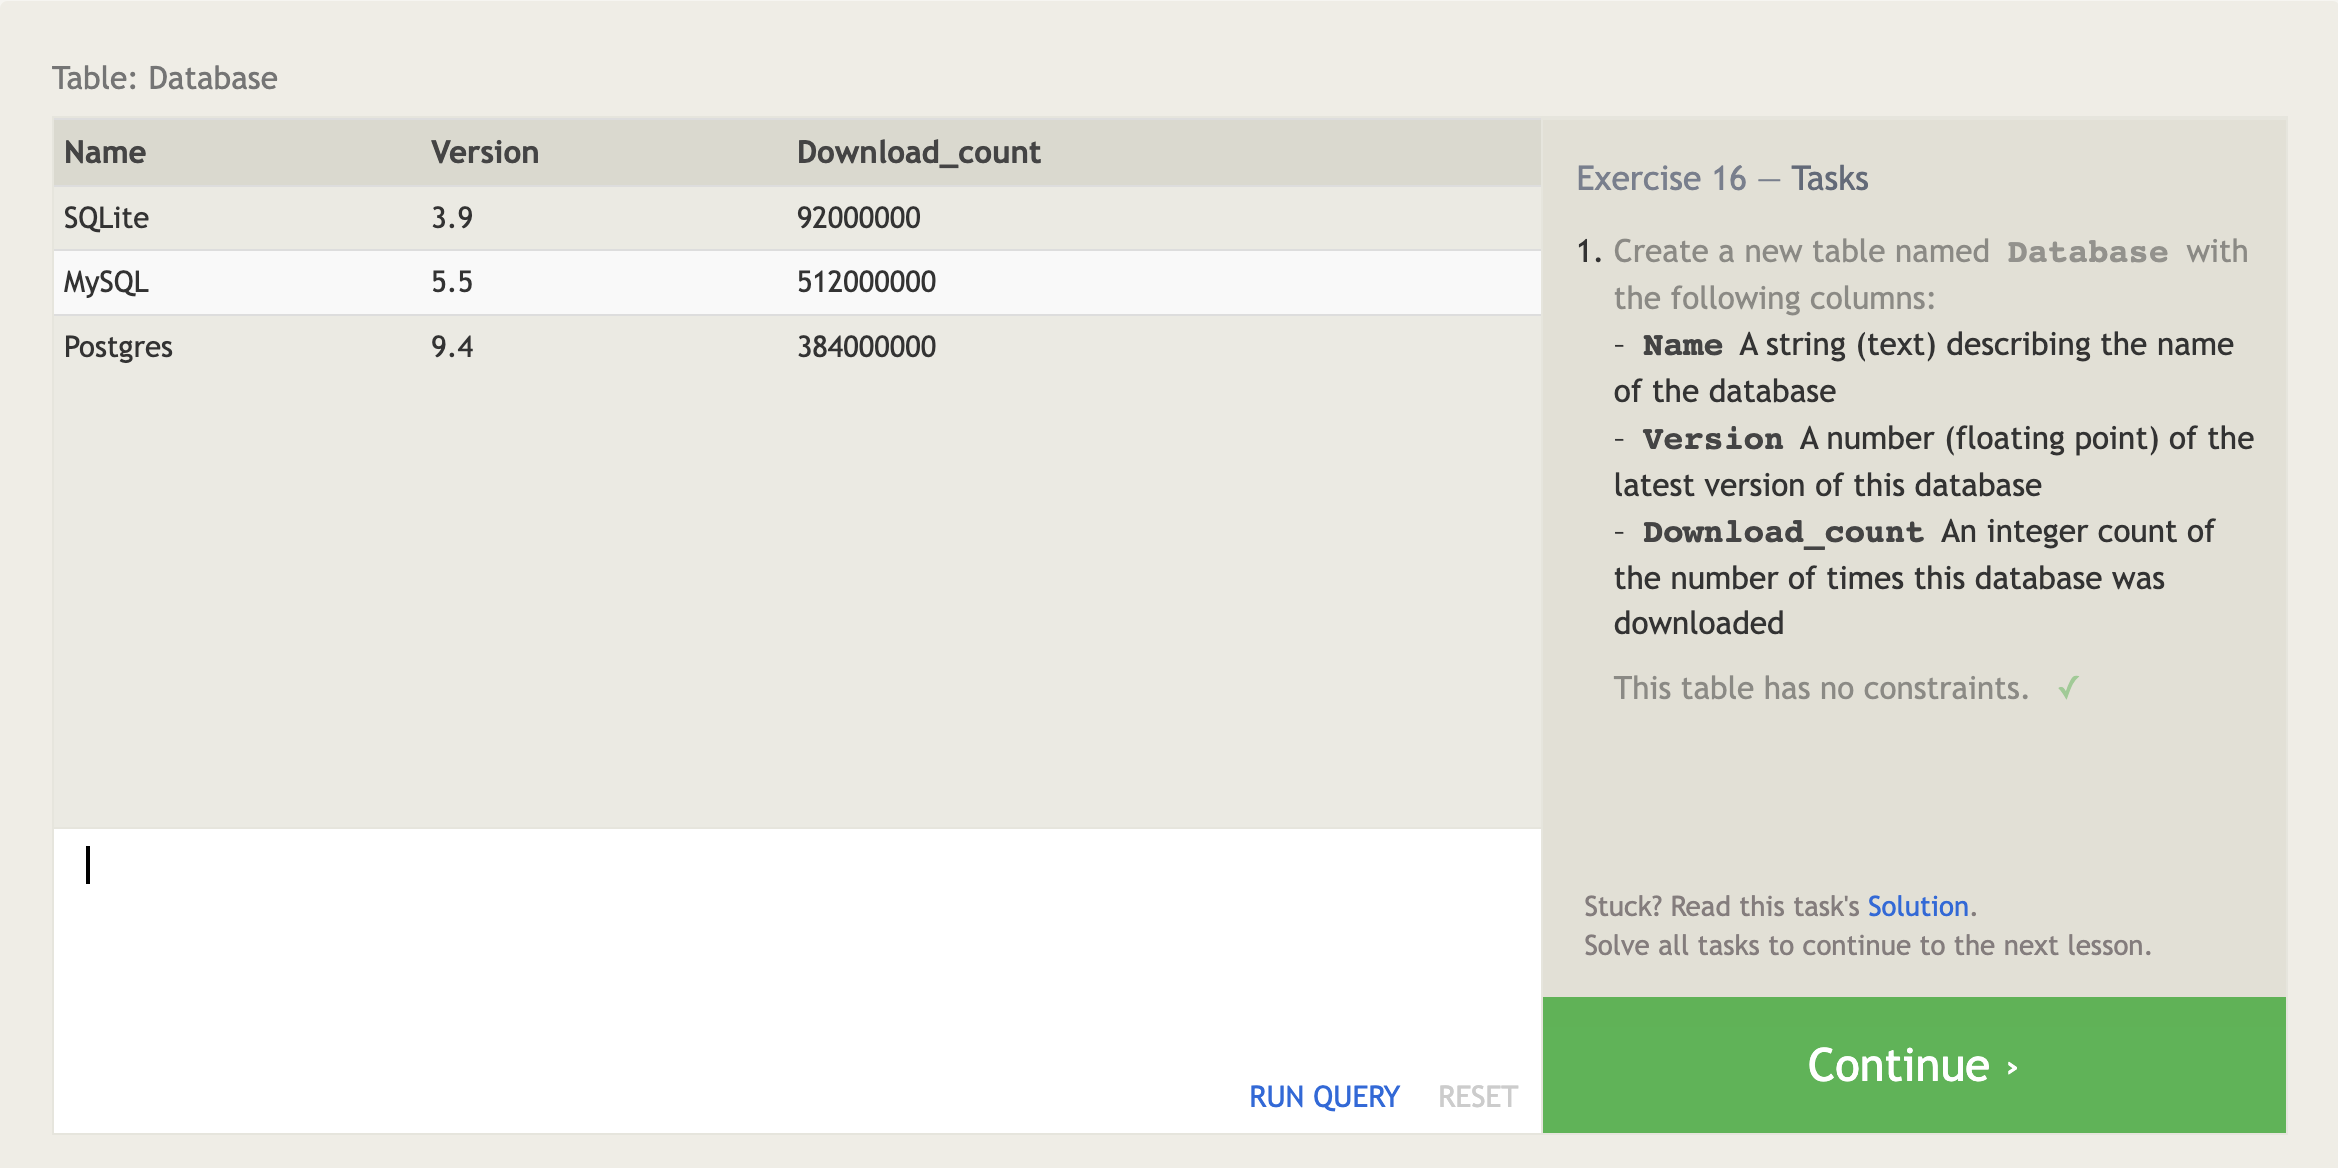 Table: Database
Name Version Download_count
SQLite 3.9 92000000
MySQL 5.5 512000000
Postgres 9.4 384000000
RUN QUERY RESET
Exercise 16 — Tasks
1. Create a new table named Database with
the following columns:
- Name A string (text) describing the name
of the database
- Version A number (floating point) of the
latest version of this database
- Download_count An integer count of
the number of times this database was
downloaded
This table has no constraints. ✓
Stuck? Read this task's Solution.
Solve all tasks to continue to the next lesson.
Continue ›